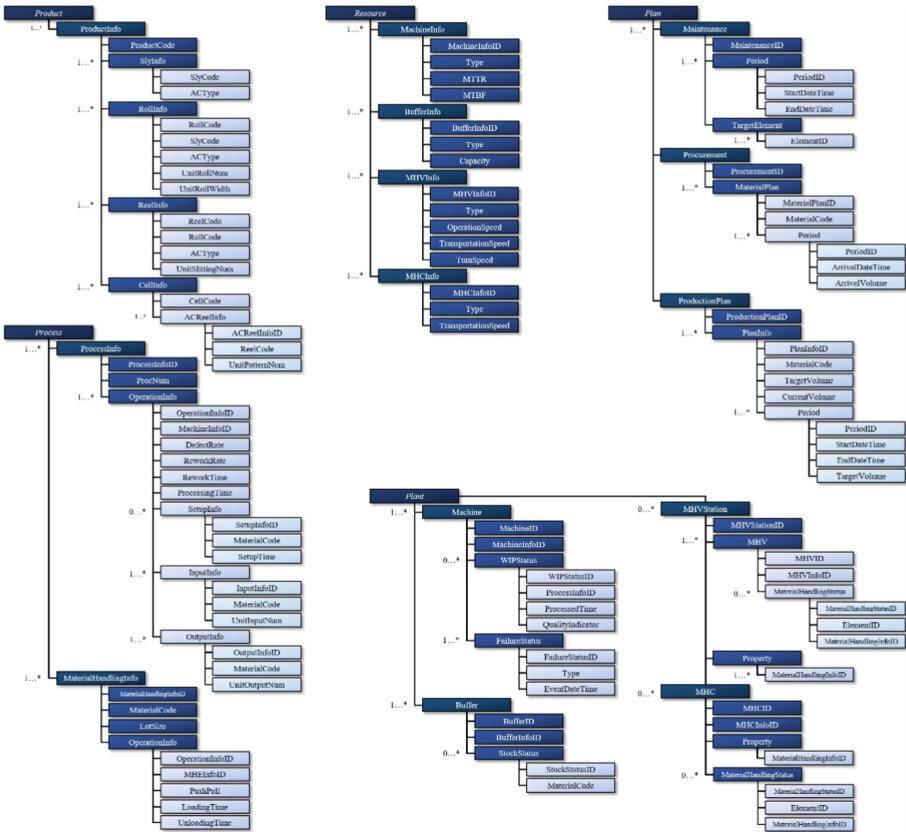 Product
1...*
ProductInfo
ProductCode
1...*
SlyInfo
SlyCode
ACType
1...*
RollInfo
RollCode
SlyCode
ACType
UnitRollNum
UnitRollWidth
1...*
ReelInfo
ReelCode
RollCode
ACType
UnitSlittingNum
1...*
CellInfo
CellCode
1..*
ACReelInfo
ACReelInfoID
ReelCode
UnitPatternNum
Process
1...*
ProcessInfo
ProcessInfoID
ProcNum
1...*
OperationInfo
OperationInfoID
MachineInfoID
DefectRate
ReworkRate
ReworkTime
ProcessingTime
0...*
SetupInfo
SetupInfoID
MaterialCode
SetupTime
1...*
InputInfo
InputInfoID
MaterialCode
UnitInputNum
1...*
OutputInfo
OutputInfoID
MaterialCode
UnitOutputNum
1...*
MaterialHandlingInfo
MaterialHandlingInfoID
MaterialCode
LotSize
OperationInfo
OperationInfoID
MHEInfoID
PushPull
LoadingTime
UnloadingTime
Resource
1...*
MachineInfo
MachineInfoID
Type
MTTR
MTBF
1...*
BufferInfo
BufferInfoID
Type
Capacity
1...*
MHVInfo
MHVInfoID
Type
OperationSpeed
TransportationSpeed
TurnSpeed
1...*
MHCInfo
MHCInfoID
Type
TransportationSpeed
Plan
1...*
Maintenance
MaintenanceID
1...*
Period
PeriodID
StartDateTime
EndDateTime
TargetElement
1...*
ElementID
Procurement
ProcurementID
1...*
MaterialPlan
MaterialPlanID
MaterialCode
1...*
Period
PeriodID
ArrivalDateTime
ArrivalVolume
ProductionPlan
ProductionPlanID
1...*
PlanInfo
PlanInfoID
MaterialCode
TargetVolume
CurrentVolume
1...*
Period
PeriodID
StartDateTime
EndDateTime
TargetVolume
Plant
1...*
Machine
MachineID
MachineInfoID
0...*
WIPStatus
WIPStatusID
ProcessInfoID
ProcessedTime
QualityIndicator
1...*
FailureStatus
FailureStatusID
Type
EventDateTime
1...*
Buffer
BufferID
BufferInfoID
0...*
StockStatus
StockStatusID
MaterialCode
0...*
MHVStation
MHVStationID
1...*
MHV
MHVID
MHVInfoID
0...*
MaterialHandlingStatus
MaterialHandlingStatusID
ElementID
MaterialHandlingInfoID
Property
1...*
MaterialHandlingInfoID
0...*
MHC
MHCID
MHCInfoID
Property
MaterialHandlingInfoID
0...*
MaterialHandlingStatus
MaterialHandlingStatusID
ElementID
MaterialHandlingInfoID